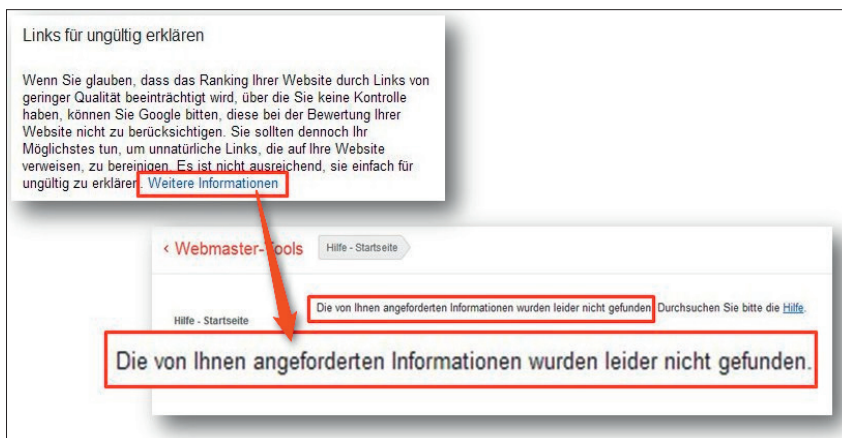 Links für ungültig erklären
Wenn Sie glauben, dass das Ranking Ihrer Website durch Links von
geringer Qualität beeinträchtigt wird, über die Sie keine Kontrolle
haben, können Sie Google bitten, diese bei der Bewertung Ihrer
Website nicht zu berücksichtigen. Sie sollten dennoch Ihr
Möglichstes tun, um unnatürliche Links, die auf Ihre Website
verweisen, zu bereinigen. Es ist nicht ausreichend, sie einfach für
ungültig zu erklären. Weitere Informationen
‹ Webmaster-Tools Hilfe - Startseite
Die von Ihnen angeforderten Informationen wurden leider nicht gefunden. Durchsuchen Sie bitte die Hilfe.
Hilfe - Startseite
Die von Ihnen angeforderten Informationen wurden leider nicht gefunden.